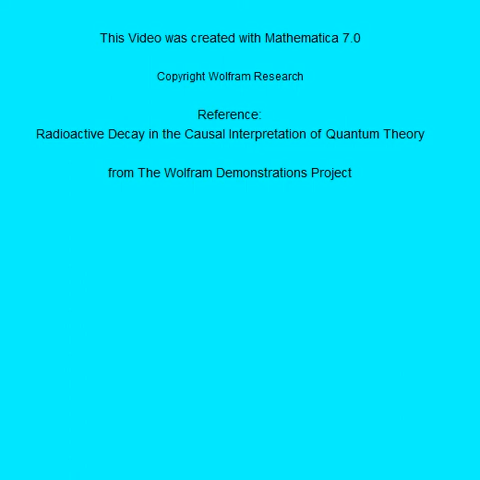 This Video was created with Mathematica 7.0
Copyright Wolfram Research
Reference:
Radioactive Decay in the Causal Interpretation of Quantum Theory
from The Wolfram Demonstrations Project